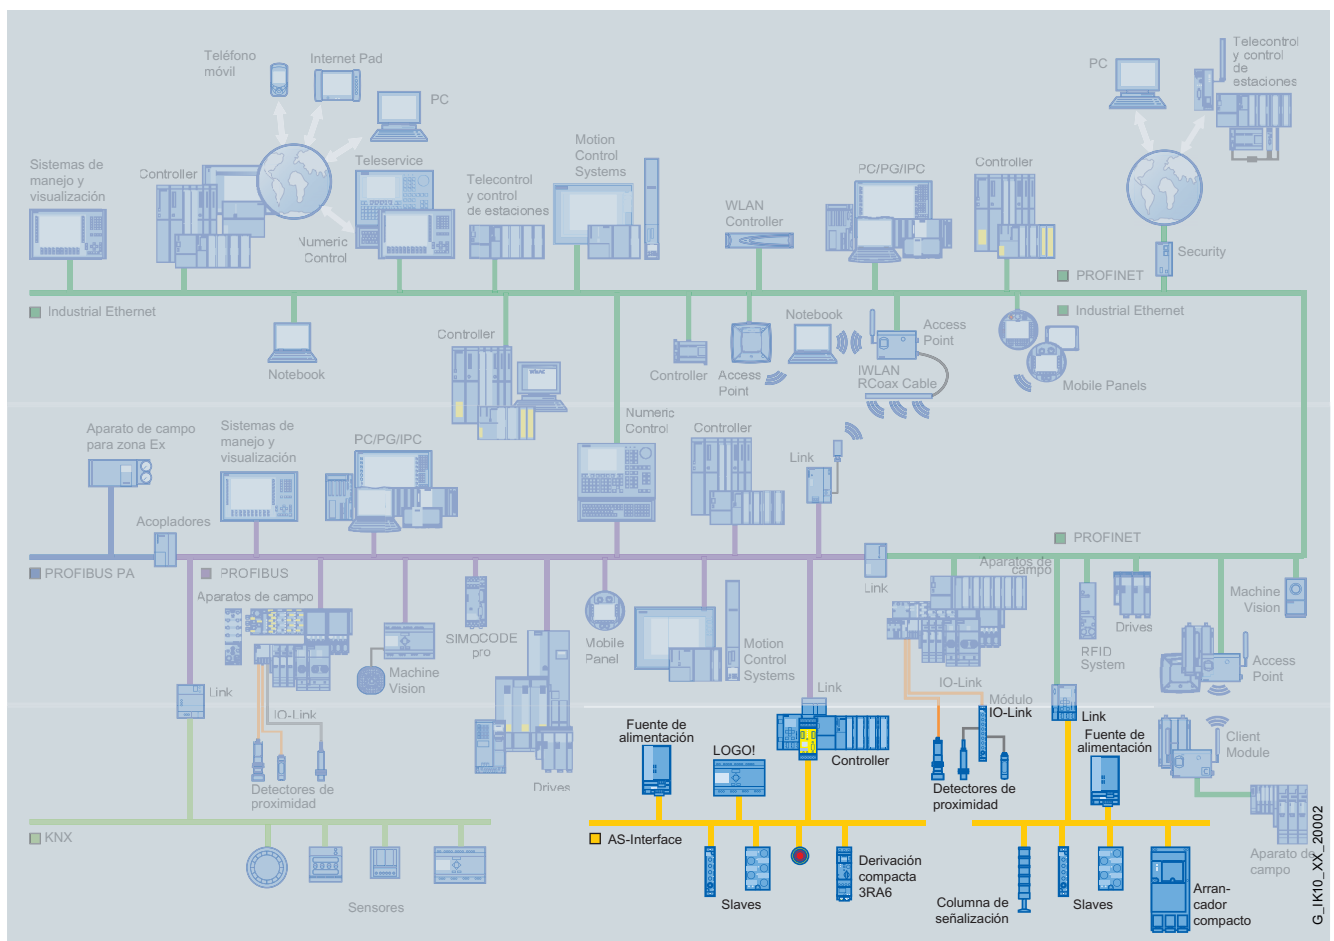 Teléfono
móvil
Internet Pad
PC
PC
Telecontrol
y control
de
estaciones
Sistemas de
manejo y
visualización
Controller
Teleservice
Numeric
Control
Telecontrol
y control
de estaciones
Motion
Control
Systems
WLAN
Controller
PC/PG/IPC
Controller
Security
PROFINET
Industrial Ethernet
Industrial Ethernet
Notebook
Controller
Controller
Access
Point
Notebook
Access
Point
IWLAN
RCoax Cable
Mobile Panels
Aparato de campo
para zona Ex
Sistemas de
manejo y
visualización
PC/PG/IPC
Numeric
Control
Controller
Link
Acopladores
PROFINET
PROFIBUS PA
PROFIBUS
Link
Aparatos de
campo
Aparatos de campo
SIMOCODE
pro
Mobile
Panel
Motion
Control
Systems
RFID
System
Drives
Machine
Vision
Link
IO-Link
Machine
Vision
Link
IO-Link
Módulo
IO-Link
Link
Access
Point
Fuente de
alimentación
LOGO!
Controller
Fuente de
alimentación
Client
Module
Detectores de
proximidad
Drives
Detectores de
proximidad
KNX
AS-Interface
Sensores
Slaves
Derivación
compacta
3RA6
Columna de
señalización
Slaves
Arran-
cador
compacto
Aparato de
campo
G_IK10_XX_20002